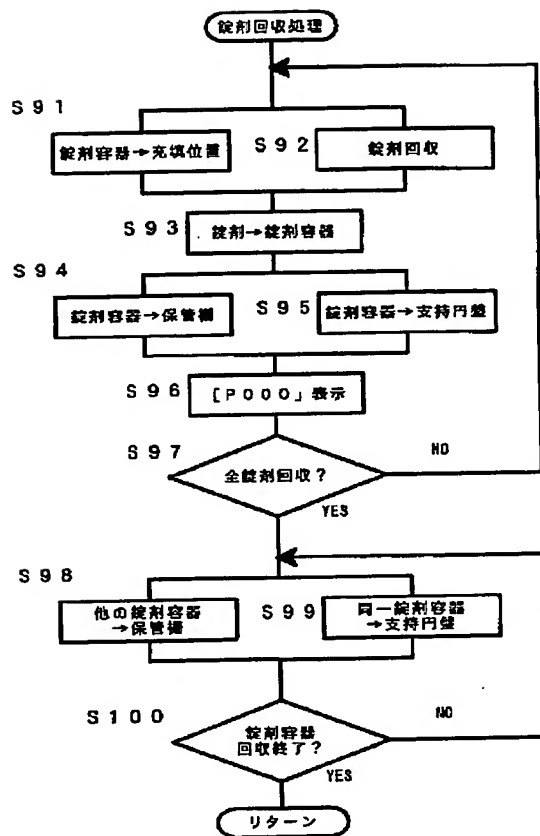 錠剤回収処理
S91
錠剤容器→充填位置
S92
錠剤回収
S93
錠剤→錠剤容器
S94
錠剤容器→保管棚
S95
錠剤容器→支持円盤
S96
[P000」表示
S97
全錠剤回収?
NO
YES
S98
他の錠剤容器
→保管棚
S99
同一錠剤容器
→支持円盤
S100
錠剤容器
回収終了?
NO
YES
リターン